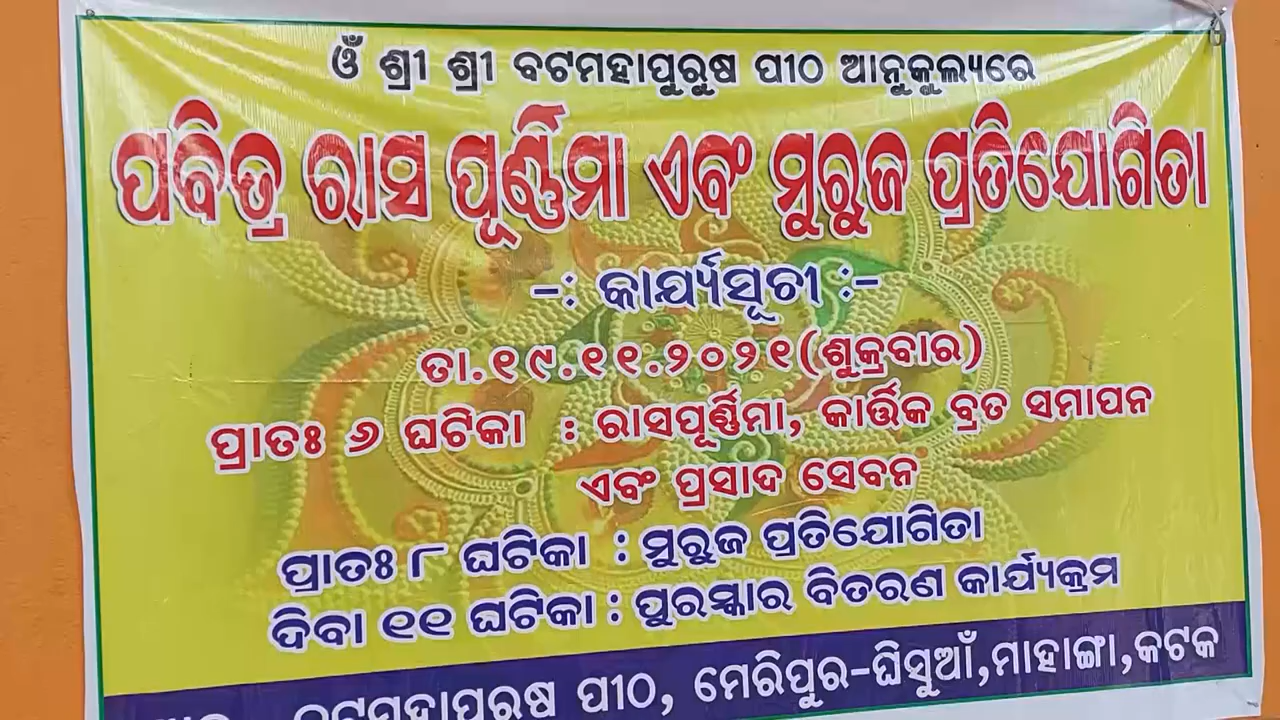 ଓଁ ଶ୍ରୀ ଶ୍ରୀ ବଟମହାପୁରୁଷ ପୀଠ ଆନୁକୁଲ୍ୟରେ
ପବିତ୍ର ରାସ ପୂର୍ଣ୍ଣିମା ଏବଂ ମୁରୁଜ ପ୍ରତିଯୋଗିତା
-: କାର୍ଯ୍ୟସୂଚୀ :-
ତା.୧୯.୧୧.୨୦୨୧(ଶୁକ୍ରବାର)
ପ୍ରାତଃ ୬ ଘଟିକା : ରାସପୂର୍ଣ୍ଣିମା, କାର୍ତ୍ତିକ ବ୍ରତ ସମାପନ
ଏବଂ ପ୍ରସାଦ ସେବନ
ପ୍ରାତଃ ୮ ଘଟିକା : ମୁରୁଜ ପ୍ରତିଯୋଗିତା
ଦିବା ୧୧ ଘଟିକା : ପୁରସ୍କାର ବିତରଣ କାର୍ଯ୍ୟକ୍ରମ
ପୀଠ, ମେରିପୁର-ଘିସୁଆଁ,ମାହାଙ୍ଗା,କଟକ